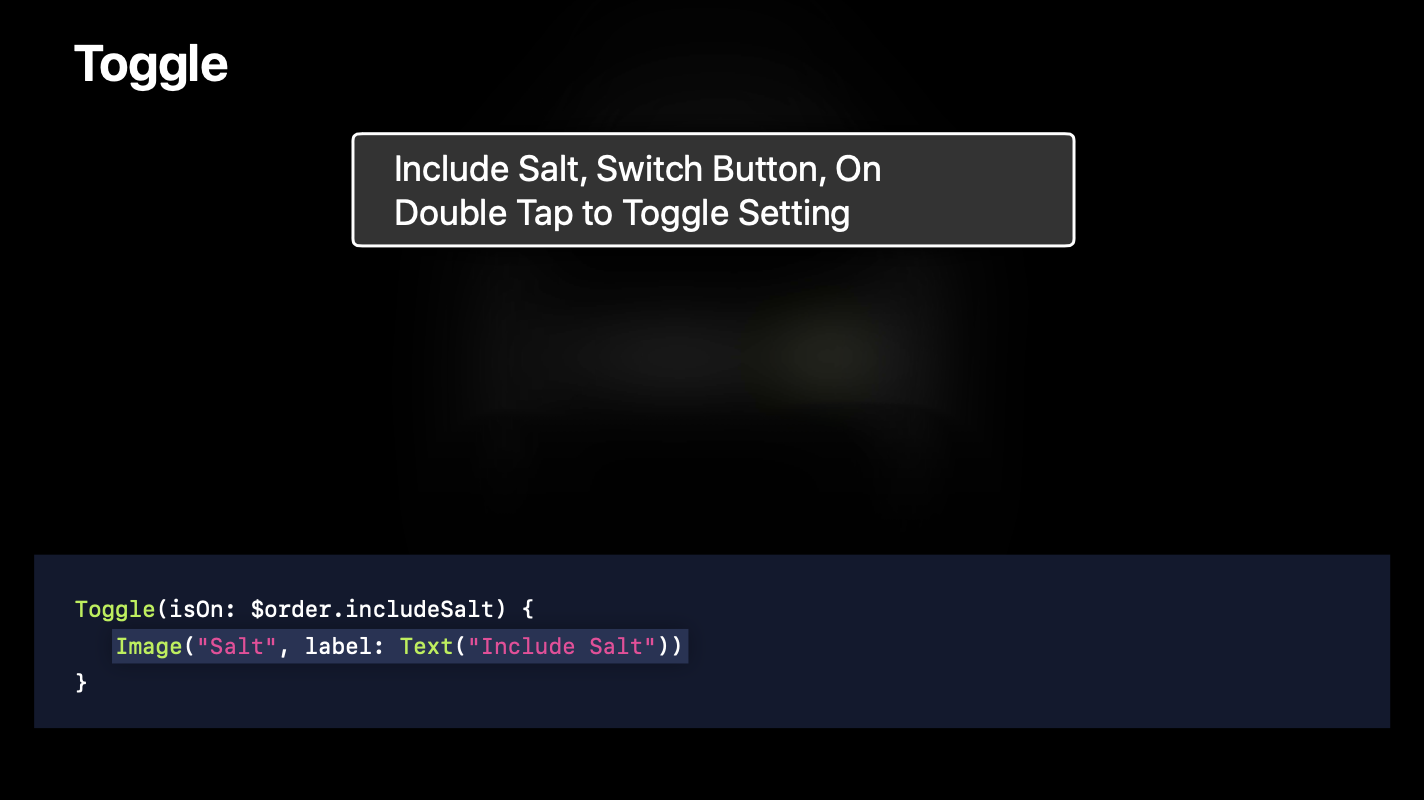 Toggle
Include Salt, Switch Button, On
Double Tap to Toggle Setting
Toggle(isOn: $order.includeSalt) {
Image("Salt", label: Text("Include Salt"))
}